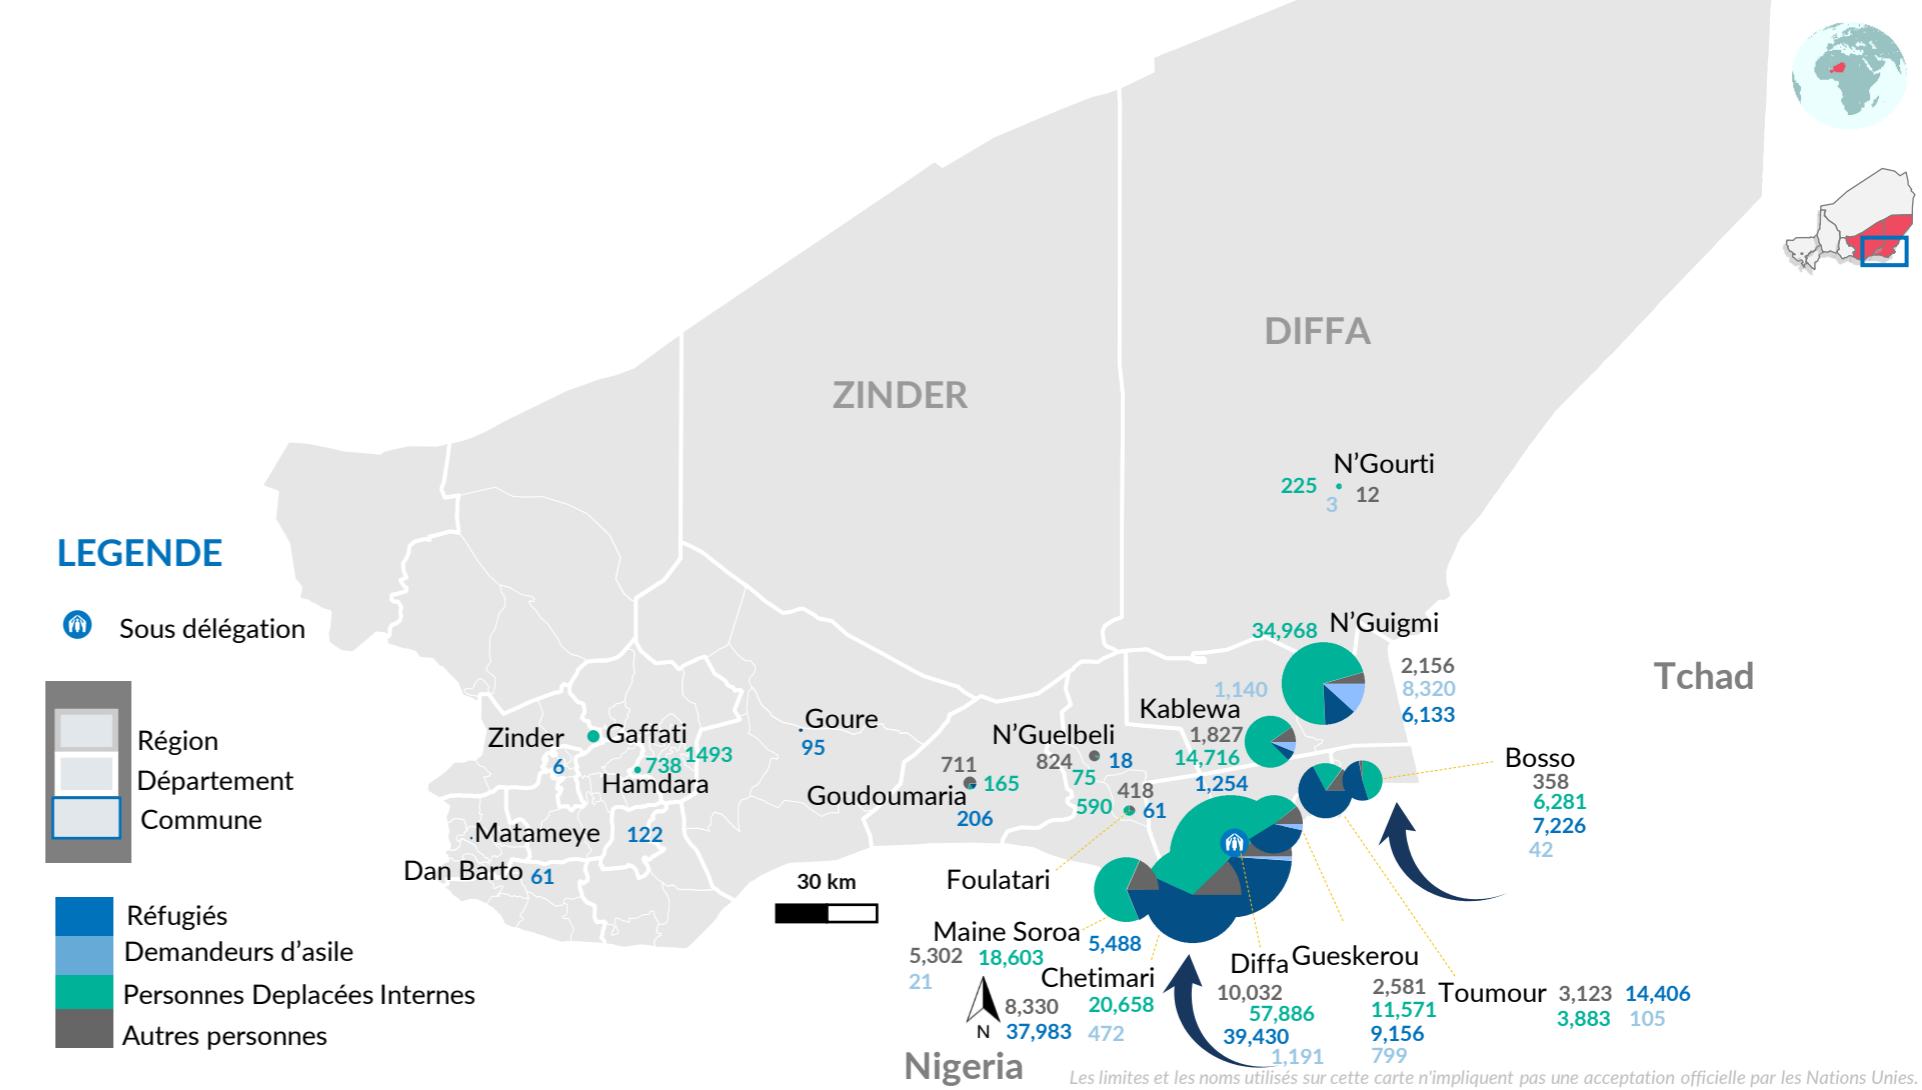 DIFFA
ZINDER
N'Gourti
225
12
3
LEGENDE
Sous délégation
Région
Département
Commune
Réfugiés
Demandeurs d'asile
Personnes Deplacées Internes
Autres personnes
34,968
N'Guigmi
2,156
8,320
6,133
Tchad
1,140
Kablewa
1,827
14,716
1,254
Zinder
6
Gaffati
1493
738
Hamdara
Goure
95
N'Guelbeli
824
18
75
711
165
Goudoumaria
206
418
590
61
Matameye
122
Dan Barto
61
Foulatari
30 km
Bosso
358
6,281
7,226
42
Maine Soroa
5,488
5,302
18,603
21
Chetimari
8,330
20,658
37,983
472
N
Diffa
10,032
57,886
39,430
1,191
Gueskerou
2,581
11,571
9,156
799
Toumour
3,123
14,406
3,883
105
Nigeria
Les limites et les noms utilisés sur cette carte n'impliquent pas une acceptation officielle par les Nations Unies.